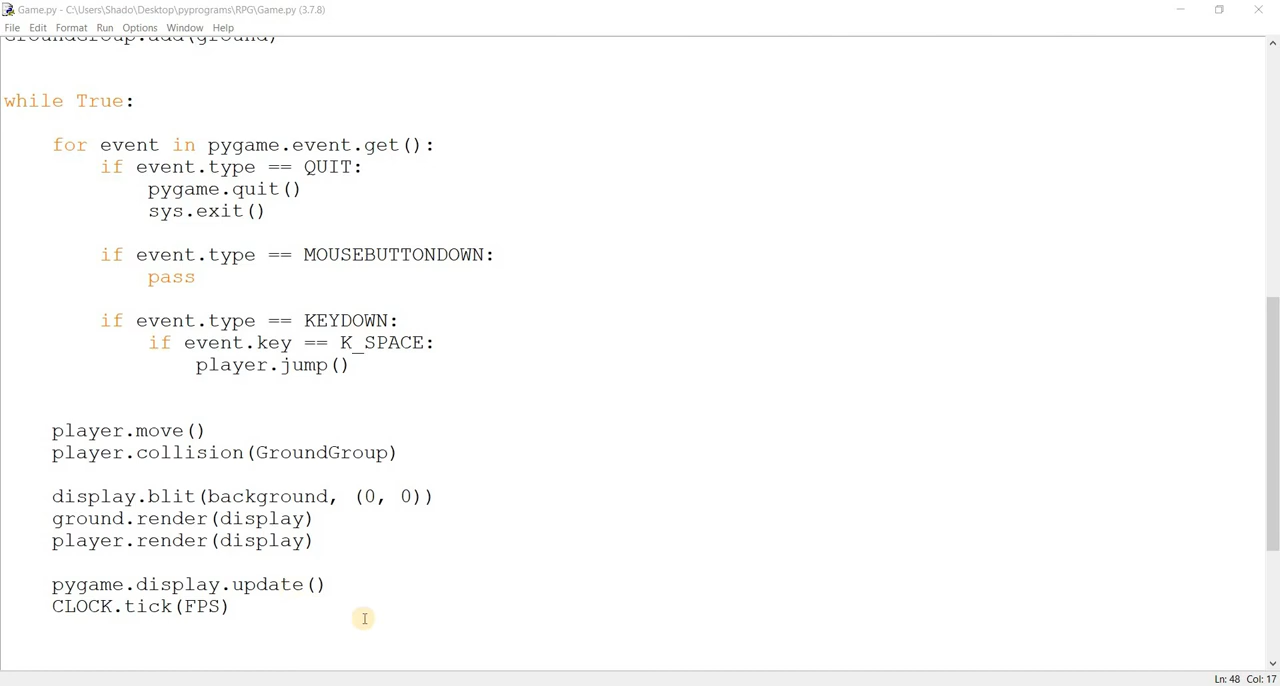 Game.py - C:\Users\Shado\Desktop\pyprograms\RPG\Game.py (3.7.8)
File Edit Format Run Options Window Help
GroundGroup.add(ground)
while True:
for event in pygame.event.get():
if event.type == QUIT:
pygame.quit()
sys.exit()
if event.type == MOUSEBUTTONDOWN:
pass
if event.type == KEYDOWN:
if event.key == K_SPACE:
player.jump()
player.move()
player.collision(GroundGroup)
display.blit(background, (0, 0))
ground.render(display)
player.render(display)
pygame.display.update()
CLOCK.tick(FPS)
Ln: 48 Col: 17